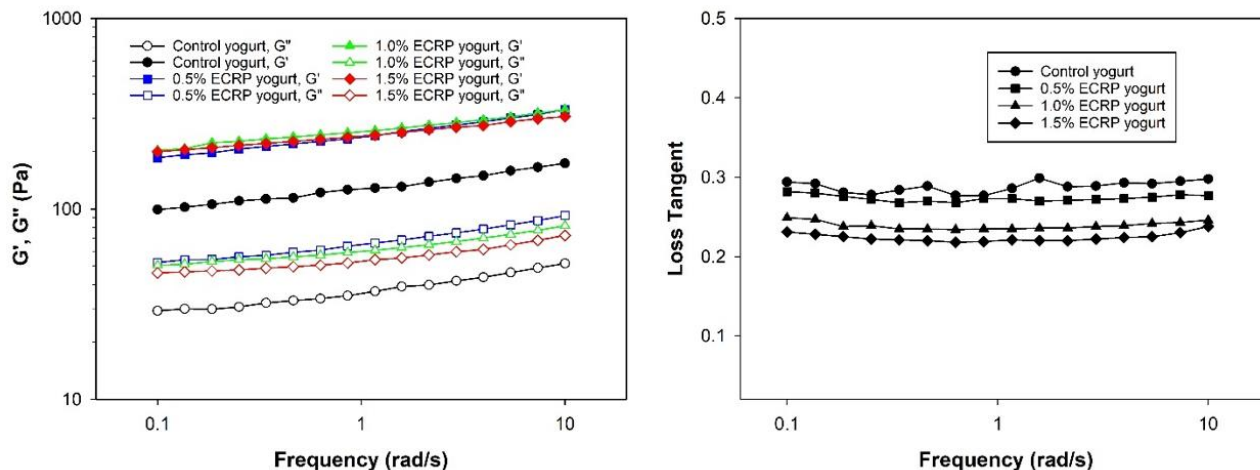 1000
100
10
G', G" (Pa)
Control yogurt, G"
Control yogurt, G'
0.5% ECRP yogurt, G'
0.5% ECRP yogurt, G"
1.0% ECRP yogurt, G'
1.0% ECRP yogurt, G"
1.5% ECRP yogurt, G'
1.5% ECRP yogurt, G"
0.1 1 10
Frequency (rad/s)
0.5
0.4
0.3
0.2
0.1
Loss Tangent
Control yogurt
0.5% ECRP yogurt
1.0% ECRP yogurt
1.5% ECRP yogurt
0.1 1 10
Frequency (rad/s)